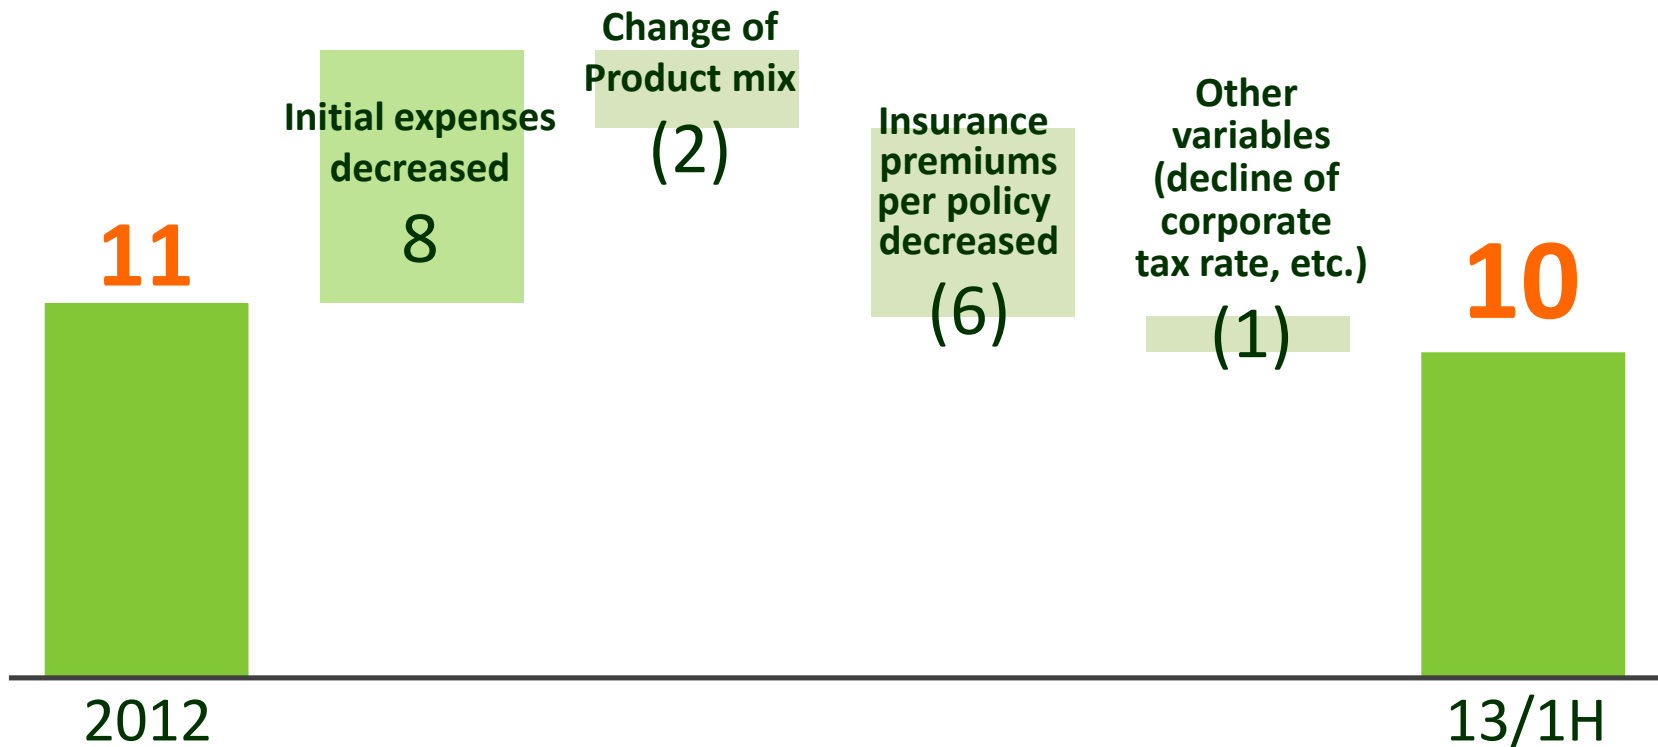 11
Initial expenses
decreased
8
Change of
Product mix
(2)
Insurance
premiums
per policy
decreased
(6)
Other
variables
(decline of
corporate
tax rate, etc.)
(1)
10
2012
13/1H